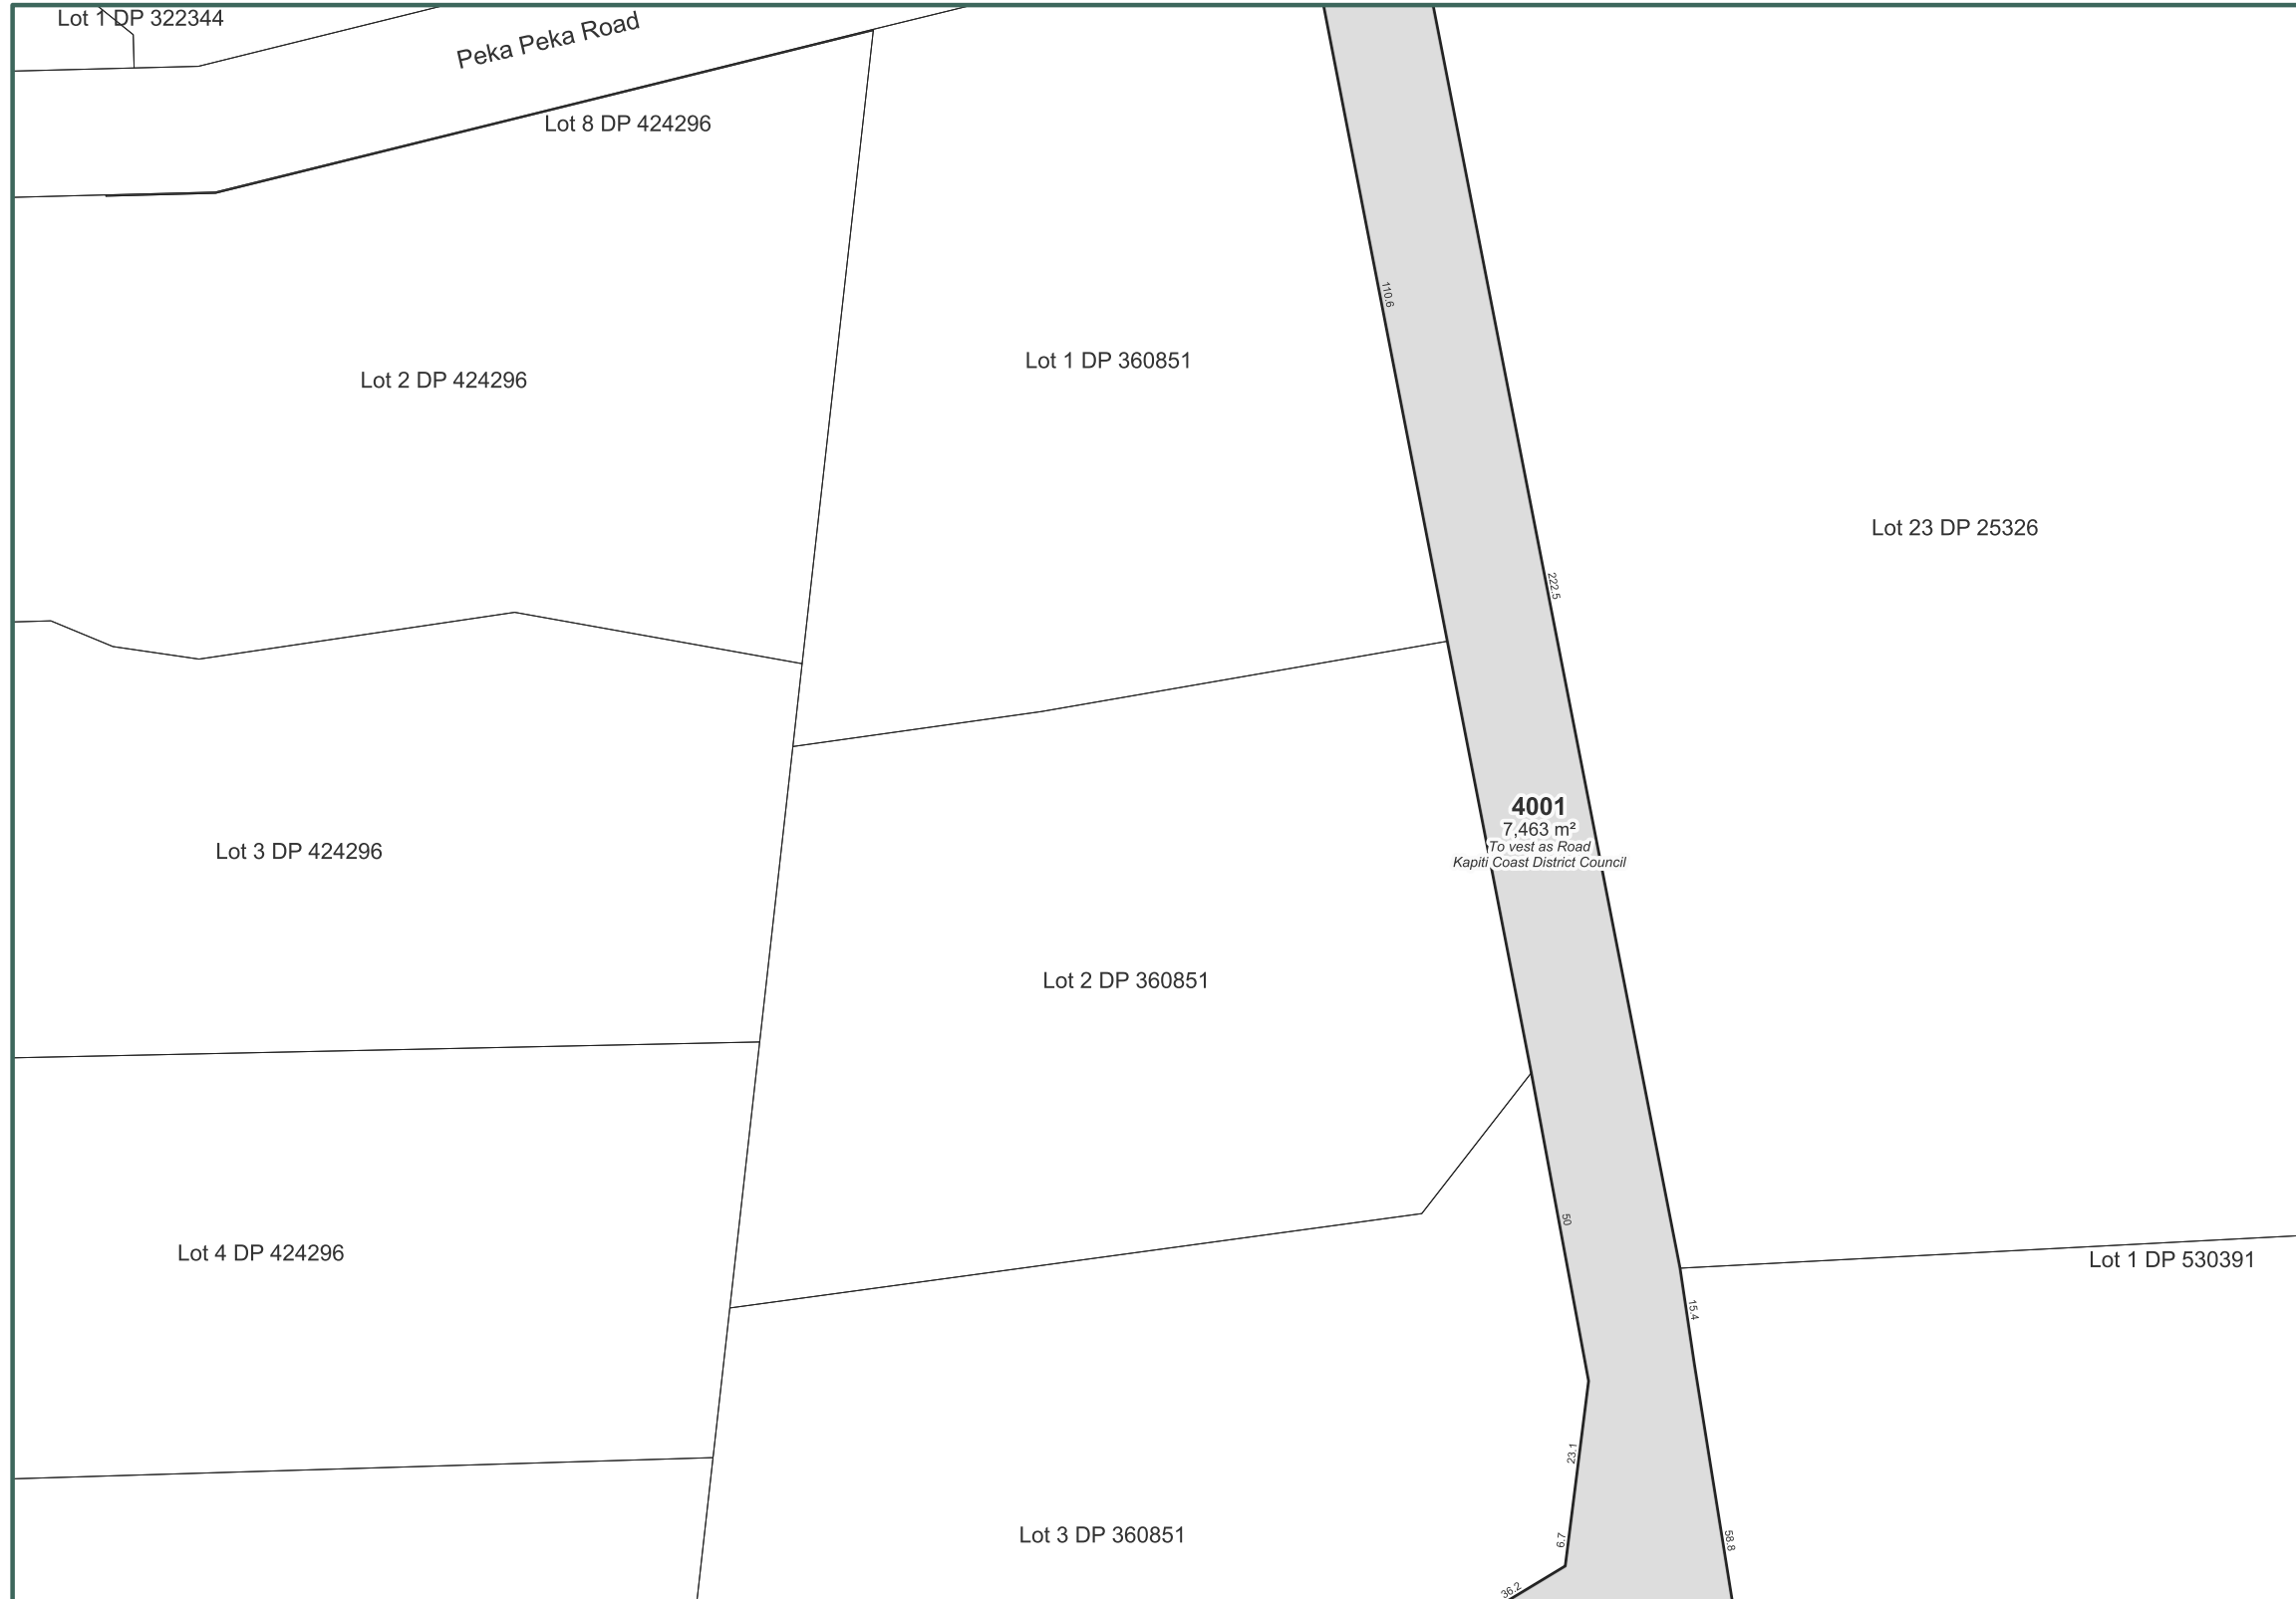 Lot 1 DP 322344
Peka Peka Road
Lot 8 DP 424296
110.6
Lot 1 DP 360851
Lot 2 DP 424296
Lot 23 DP 25326
222.5
4001
7,463 m²
To vest as Road
Kapiti Coast District Council
Lot 3 DP 424296
Lot 2 DP 360851
50
Lot 4 DP 424296
Lot 1 DP 530391
15.4
23.1
Lot 3 DP 360851
6.7
58.8
36.2